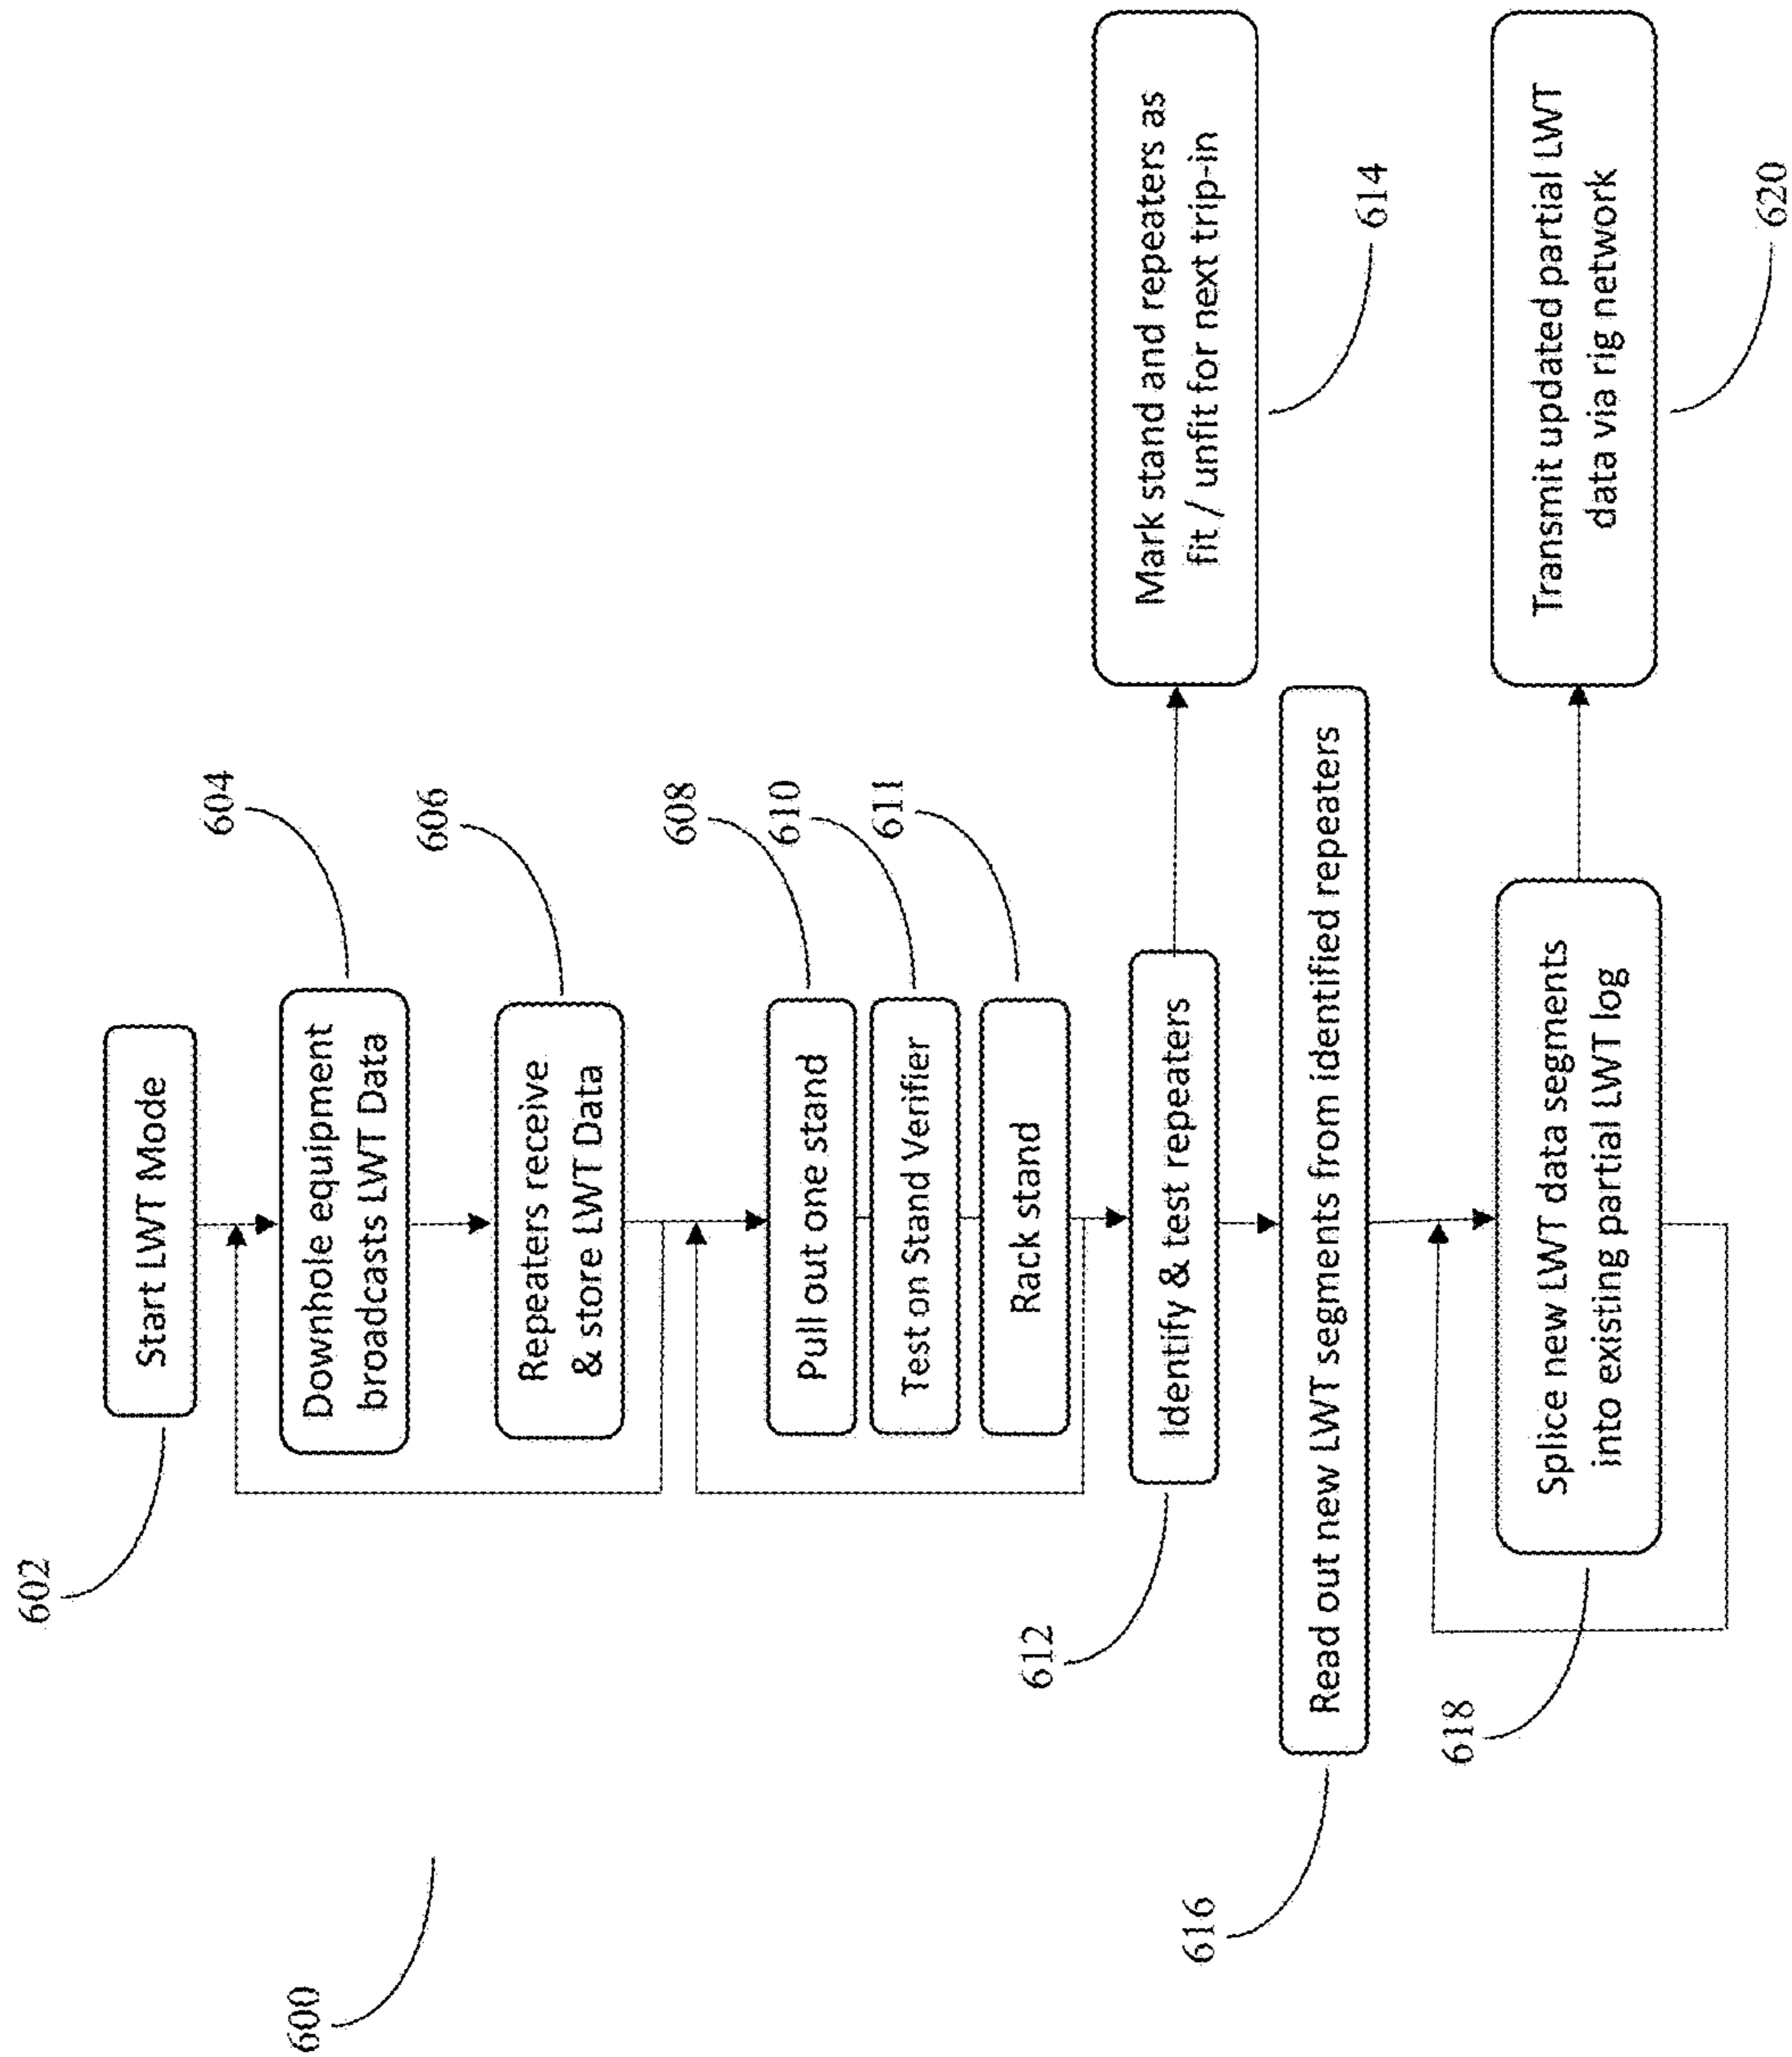 600
602
Start LWT Mode
604
Downhole equipment
broadcasts LWT Data
606
Repeaters receive
& store LWT Data
608
Pull out one stand
610
Test on Stand Verifier
611
Rack stand
612
Identify & test repeaters
Mark stand and repeaters as
fit / unfit for next trip-in
614
616
Read out new LWT segments from identified repeaters
618
Splice new LWT data segments
into existing partial LWT log
Transmit updated partial LWT
data via rig network
620